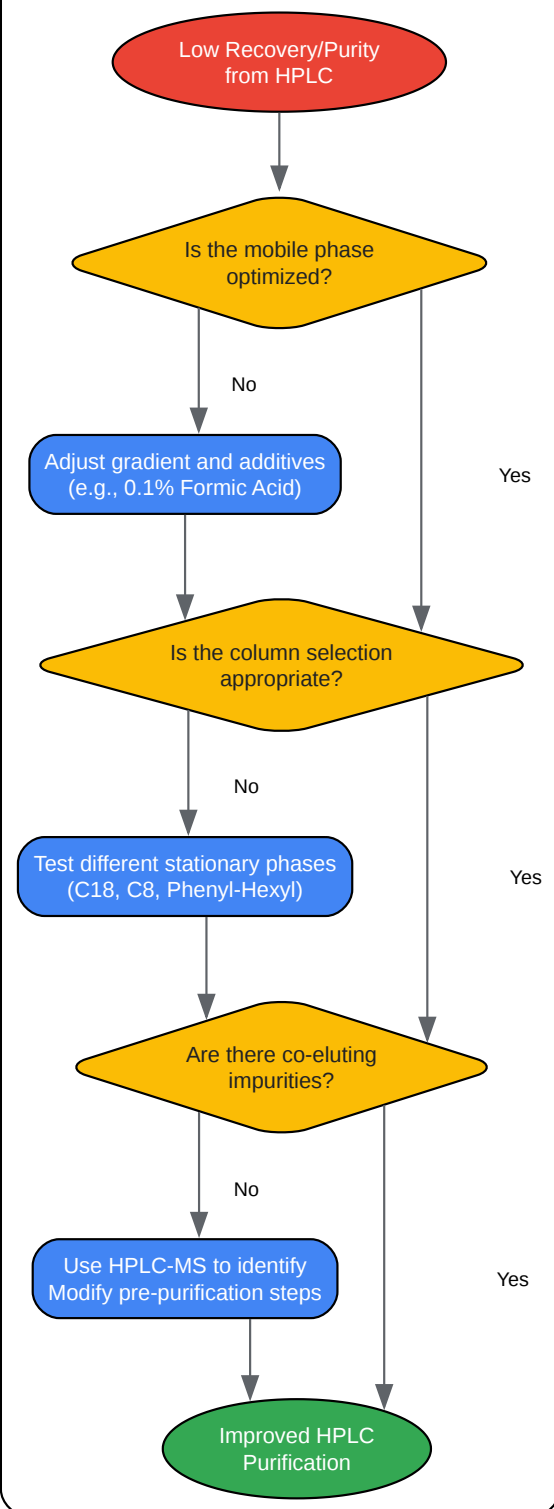 Low Recovery/Purity
from HPLC
Is the mobile phase
optimized?
No
Adjust gradient and additives
(e.g., 0.1% Formic Acid)
Yes
Is the column selection
appropriate?
No
Test different stationary phases
(C18, C8, Phenyl-Hexyl)
Yes
Are there co-eluting
impurities?
No
Use HPLC-MS to identify
Modify pre-purification steps
Yes
Improved HPLC
Purification